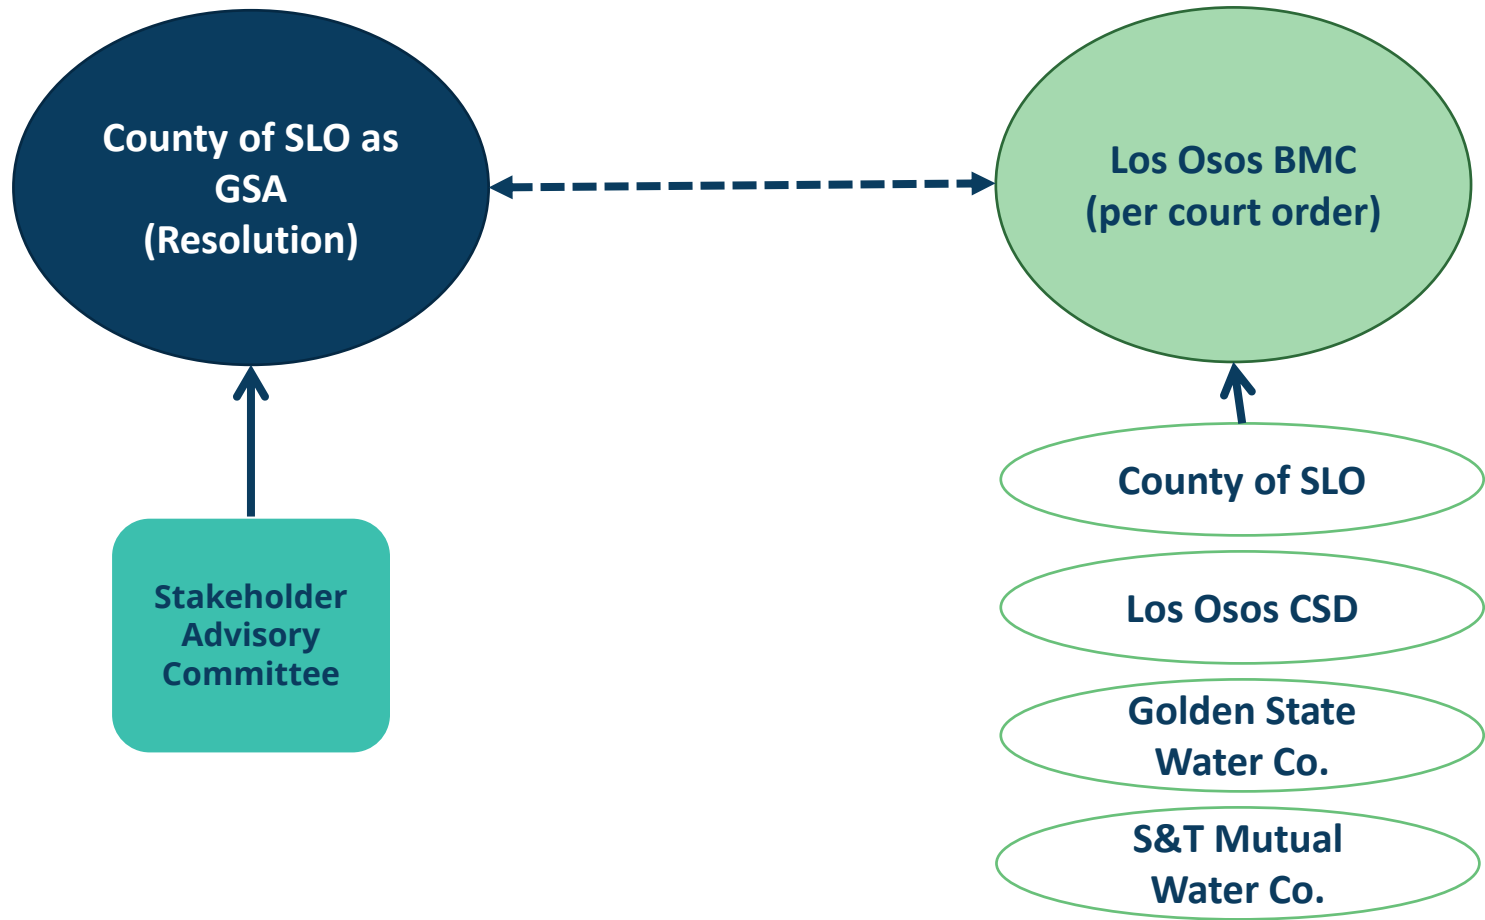 County of SLO as
GSA
(Resolution)
Los Osos BMC
(per court order)
Stakeholder
Advisory
Committee
County of SLO
Los Osos CSD
Golden State
Water Co.
S&T Mutual
Water Co.